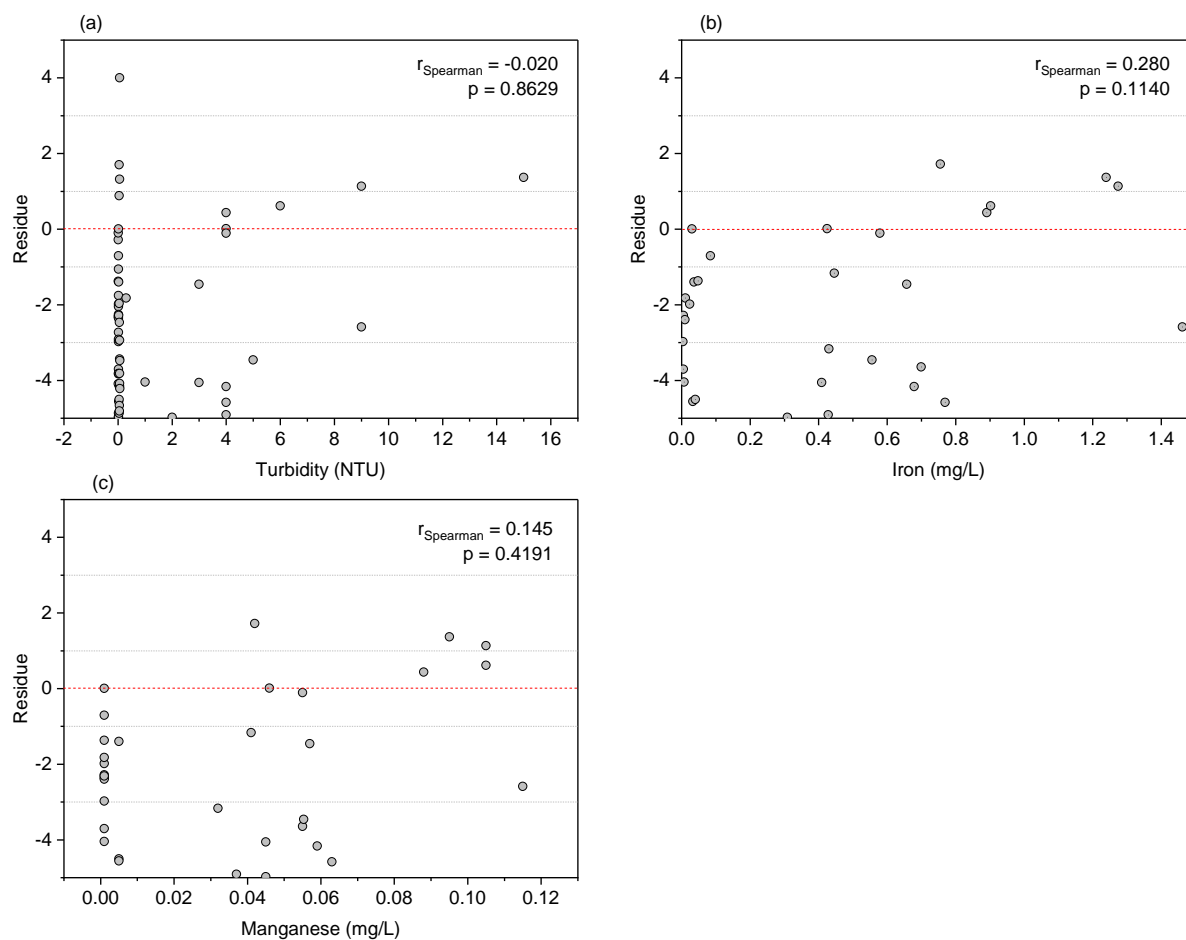 (a)
r_Spearman = -0.020
p = 0.8629
4
2
0
-2
-4
Residue
-2 0 2 4 6 8 10 12 14 16
Turbidity (NTU)
(b)
r_Spearman = 0.280
p = 0.1140
4
2
0
-2
-4
Residue
0.0 0.2 0.4 0.6 0.8 1.0 1.2 1.4
Iron (mg/L)
(c)
r_Spearman = 0.145
p = 0.4191
4
2
0
-2
-4
Residue
0.00 0.02 0.04 0.06 0.08 0.10 0.12
Manganese (mg/L)